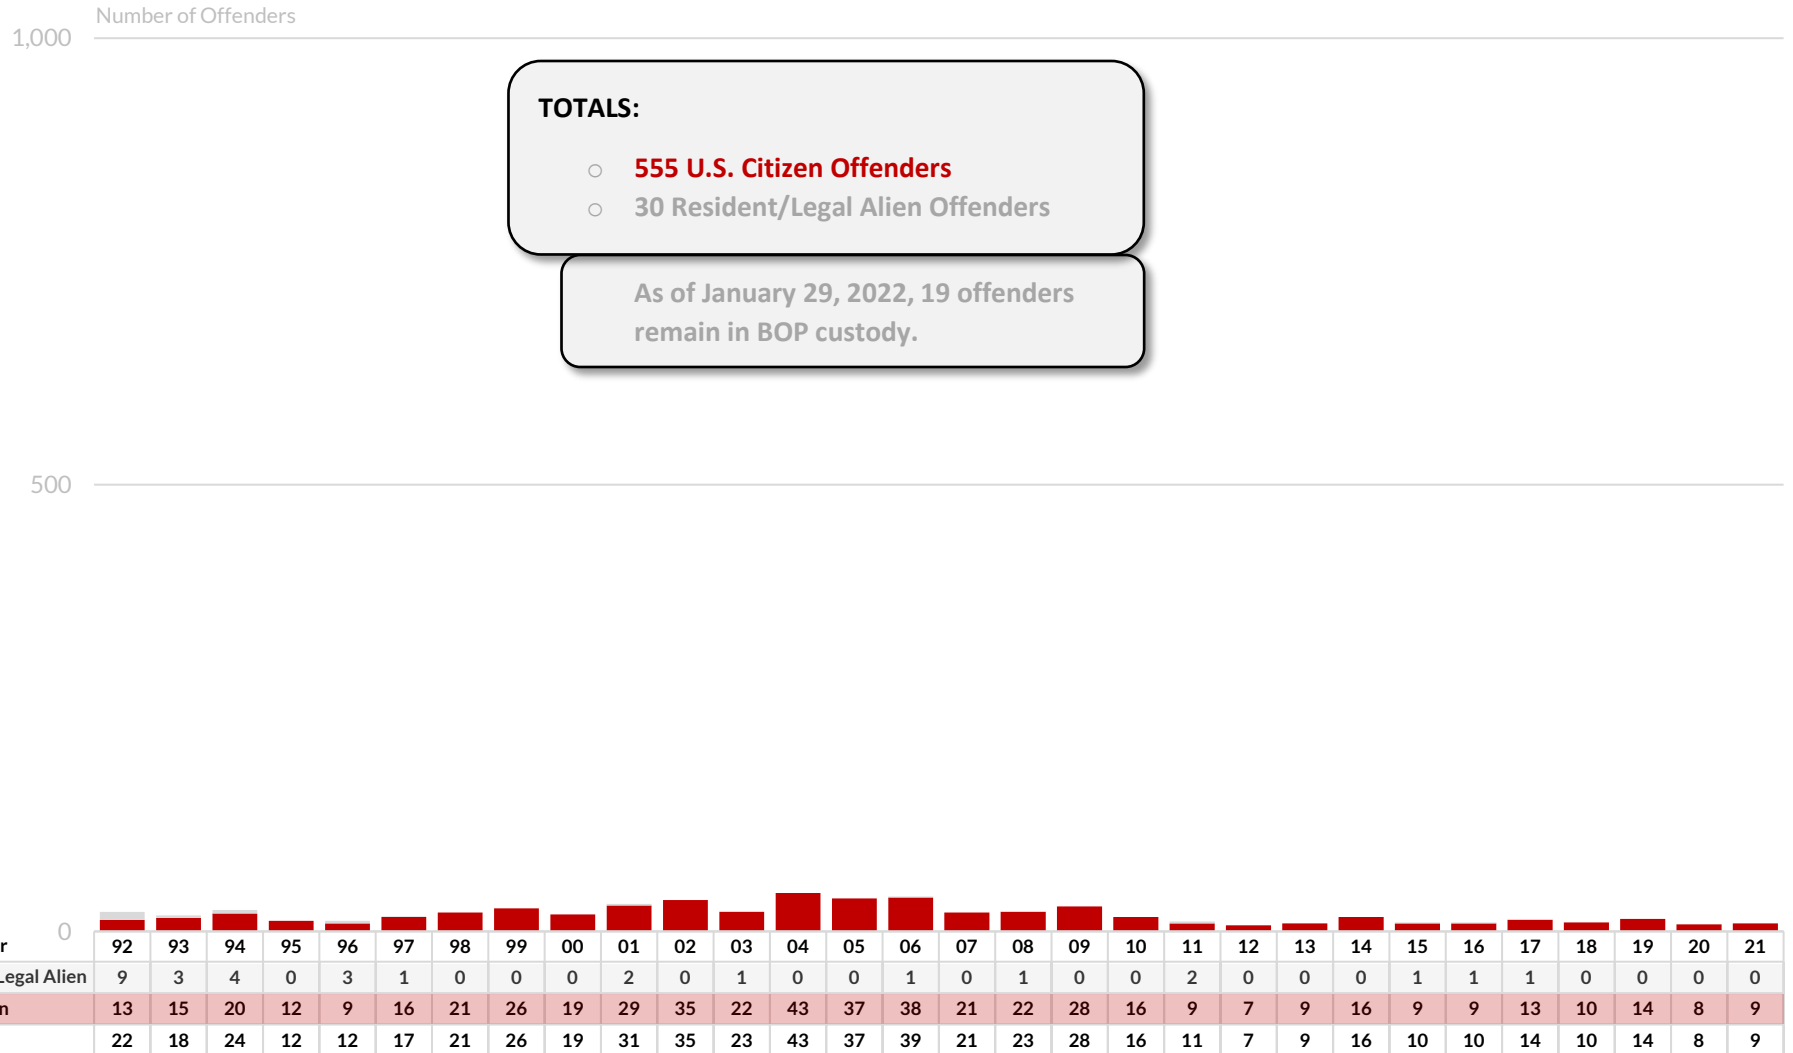 Number of Offenders
1,000
TOTALS:
○ 555 U.S. Citizen Offenders
○ 30 Resident/Legal Alien Offenders
As of January 29, 2022, 19 offenders
remain in BOP custody.
500
0
r 92 93 94 95 96 97 98 99 00 01 02 03 04 05 06 07 08 09 10 11 12 13 14 15 16 17 18 19 20 21
Legal Alien 9 3 4 0 3 1 0 0 0 2 0 1 0 0 1 0 1 0 0 2 0 0 0 1 1 1 0 0 0 0
n 13 15 20 12 9 16 21 26 19 29 35 22 43 37 38 21 22 28 16 9 7 9 16 9 9 13 10 14 8 9
22 18 24 12 12 17 21 26 19 31 35 23 43 37 39 21 23 28 16 11 7 9 16 10 10 14 10 14 8 9